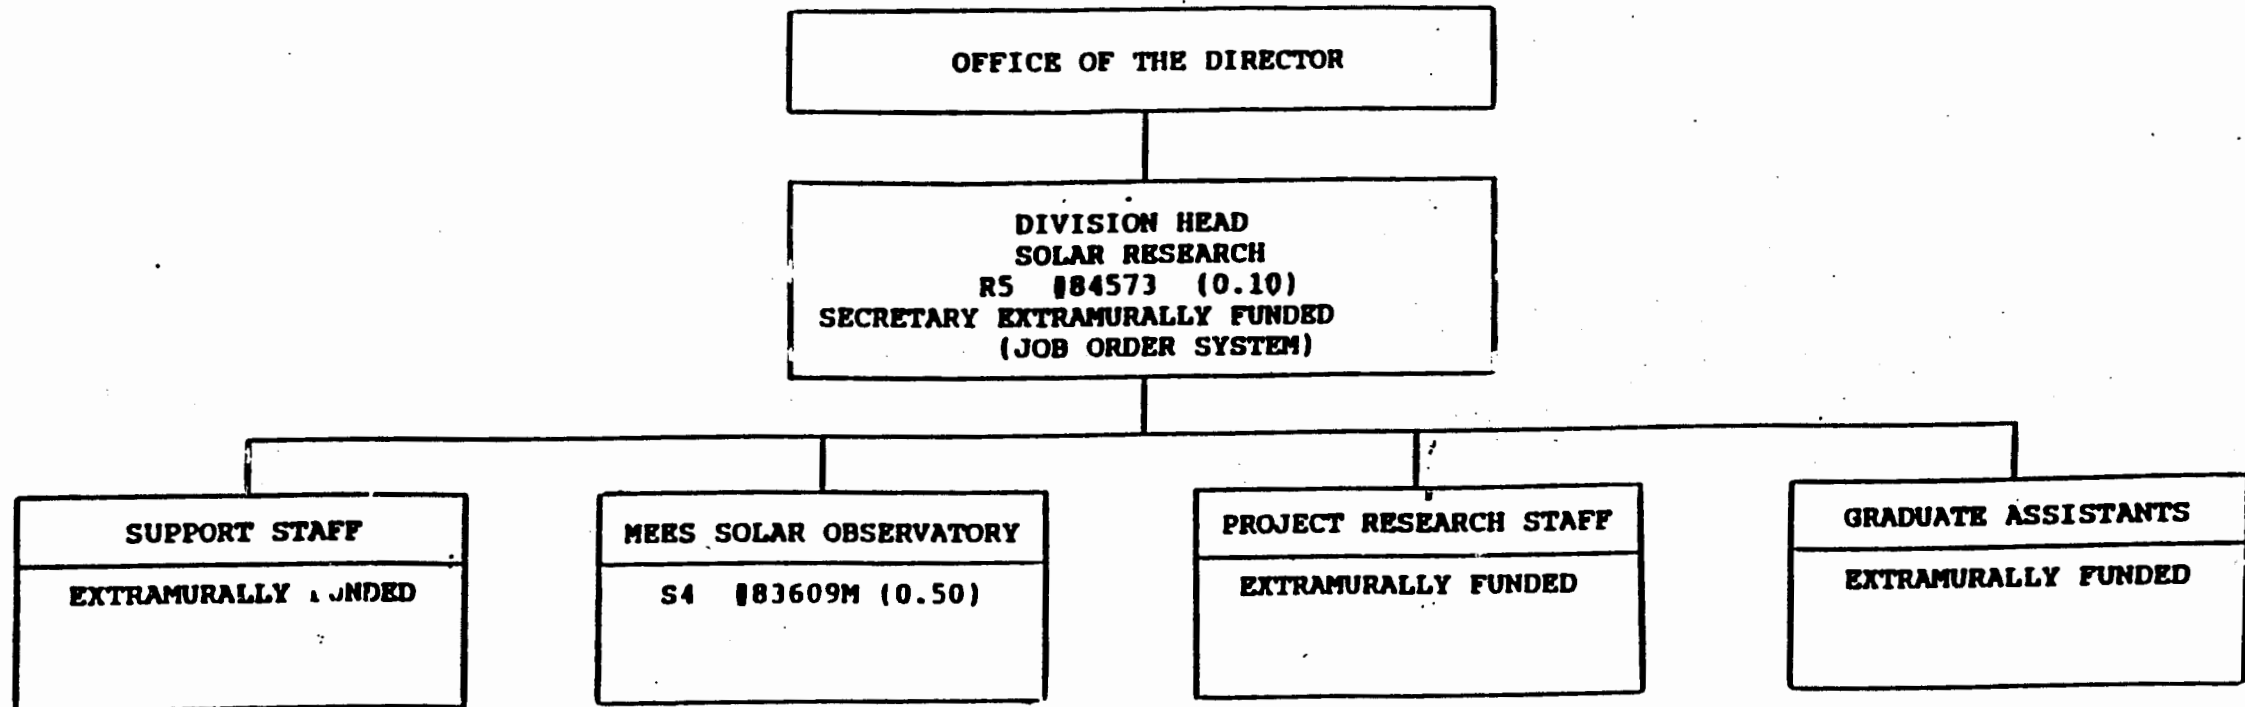 OFFICE OF THE DIRECTOR
DIVISION HEAD
SOLAR RESEARCH
R5 #84573 (0.10)
SECRETARY EXTRAMURALLY FUNDED
(JOB ORDER SYSTEM)
SUPPORT STAFF
EXTRAMURALLY FUNDED
MEES SOLAR OBSERVATORY
S4 #83609M (0.50)
PROJECT RESEARCH STAFF
EXTRAMURALLY FUNDED
GRADUATE ASSISTANTS
EXTRAMURALLY FUNDED